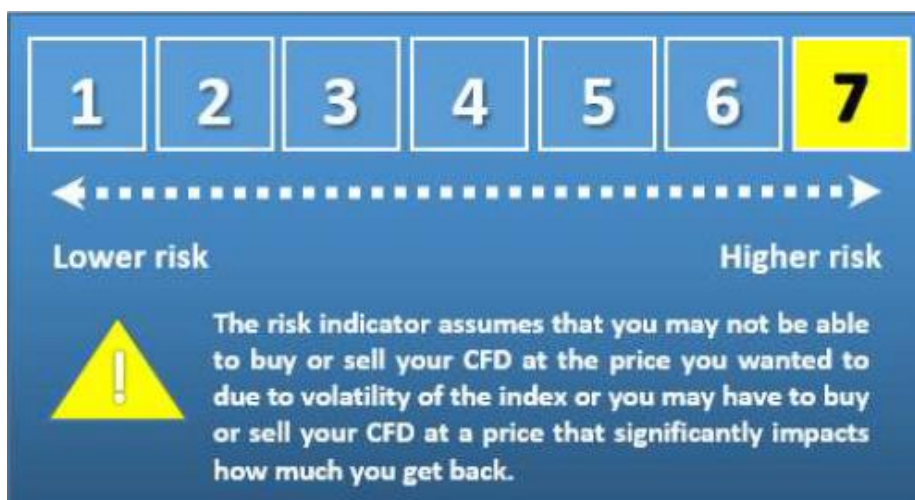 1 2 3 4 5 6 7
Lower risk Higher risk
!
The risk indicator assumes that you may not be able
to buy or sell your CFD at the price you wanted to
due to volatility of the index or you may have to buy
or sell your CFD at a price that significantly impacts
how much you get back.